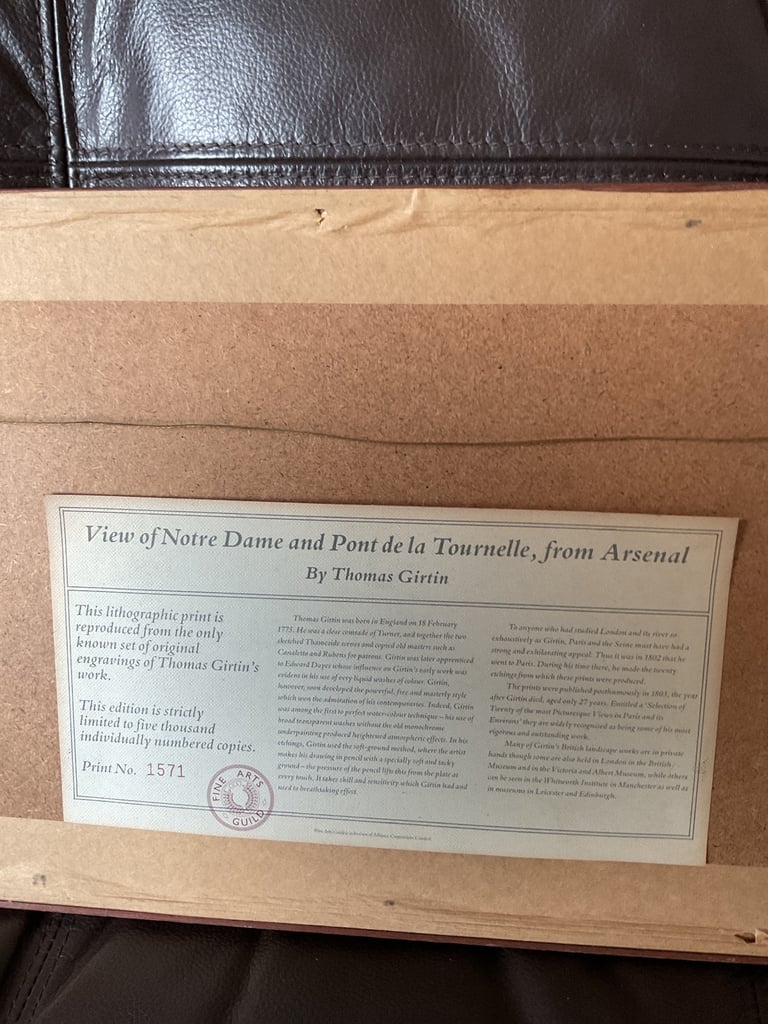 View of Notre Dame and Pont de la Tournelle, from Arsenal
By Thomas Girtin
This lithographic print is
reproduced from the only
known set of original
engravings of Thomas Girtin's
work.
This edition is strictly
limited to five thousand
individually numbered copies.
Print No. 1571
FINE ARTS GUILD
Thomas Girtin was born in England on 18 February
1775. He was a close comrade of Turner, and together the two
sketched Thameside scenes and copied old masters such as
Canaletto and Rubens for patrons. Girtin was later apprenticed
to Edward Dayes whose influence on Girtin's early work was
evident in his use of very liquid washes of colour. Girtin,
however, soon developed the powerful, free and masterly style
which won the admiration of his contemporaries. Indeed, Girtin
was among the first to perfect water-colour technique – his use of
broad transparent washes without the old monochrome
underpainting produced heightened atmospheric effects. In his
etchings, Girtin used the soft-ground method, where the artist
makes his drawing in pencil with a specially soft and tacky
ground – the pressure of the pencil lifts this from the plate at
every touch. It takes skill and sensitivity which Girtin had and
used to breathtaking effect.
To anyone who had studied London and its river so
exhaustively as Girtin, Paris and the Seine must have had a
strong and exhilarating appeal. Thus it was in 1802 that he
went to Paris. During his time there, he made the twenty
etchings from which these prints were produced.
The prints were published posthumously in 1803, the year
after Girtin died, aged only 27 years. Entitled a 'Selection of
Twenty of the most Picturesque Views in Paris and its
Environs' they are widely recognised as being some of his most
rigorous and outstanding work.
Many of Girtin's British landscape works are in private
hands though some are also held in London in the British
Museum and in the Victoria and Albert Museum, while others
can be seen in the Whitworth Institute in Manchester as well as
in museums in Leicester and Edinburgh.